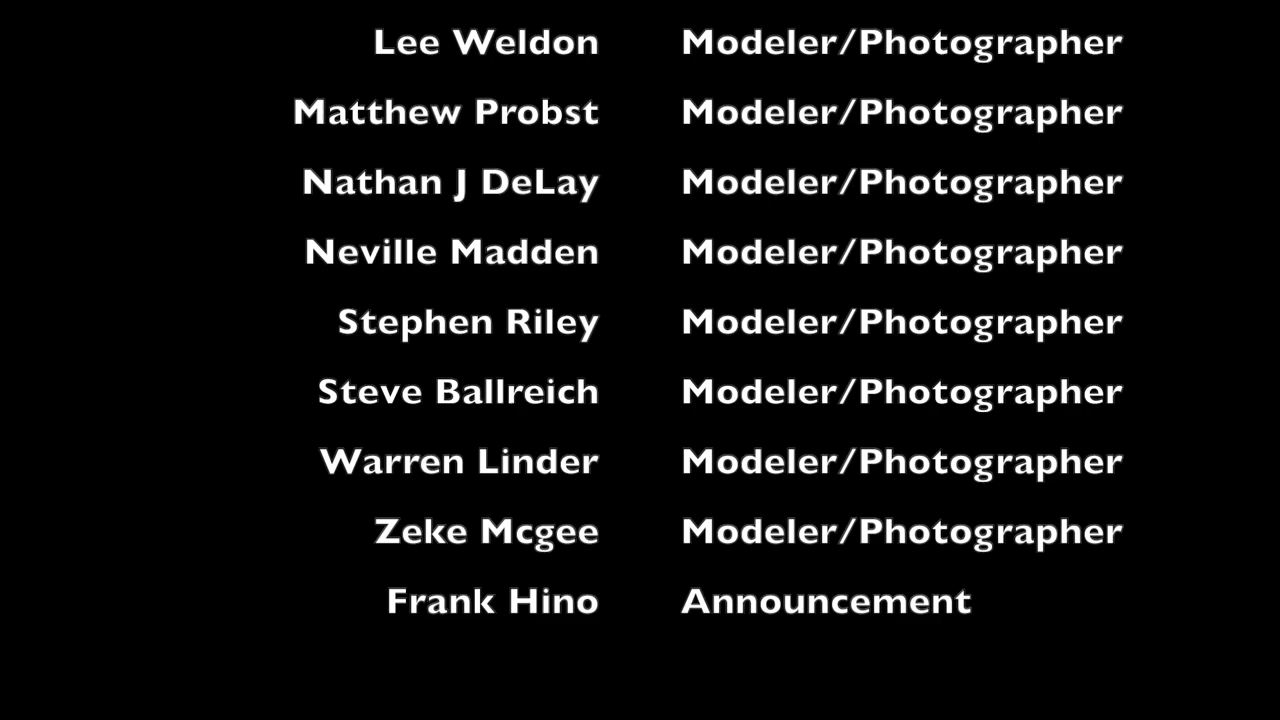 Lee Weldon Modeler/Photographer
Matthew Probst Modeler/Photographer
Nathan J DeLay Modeler/Photographer
Neville Madden Modeler/Photographer
Stephen Riley Modeler/Photographer
Steve Ballreich Modeler/Photographer
Warren Linder Modeler/Photographer
Zeke Mcgee Modeler/Photographer
Frank Hino Announcement